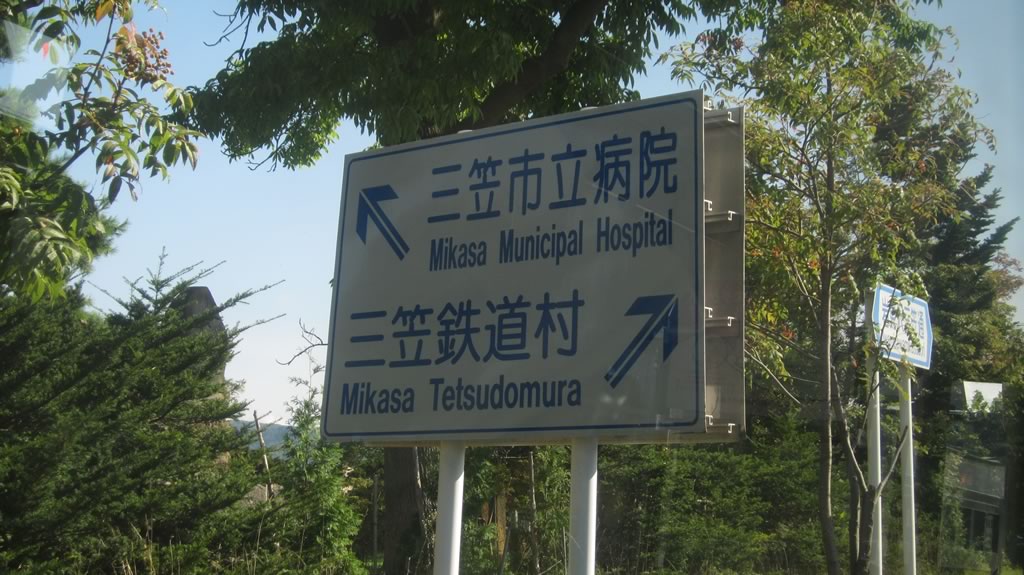 三笠市立病院
Mikasa Municipal Hospital
三笠鉄道村
Mikasa Tetsudomura